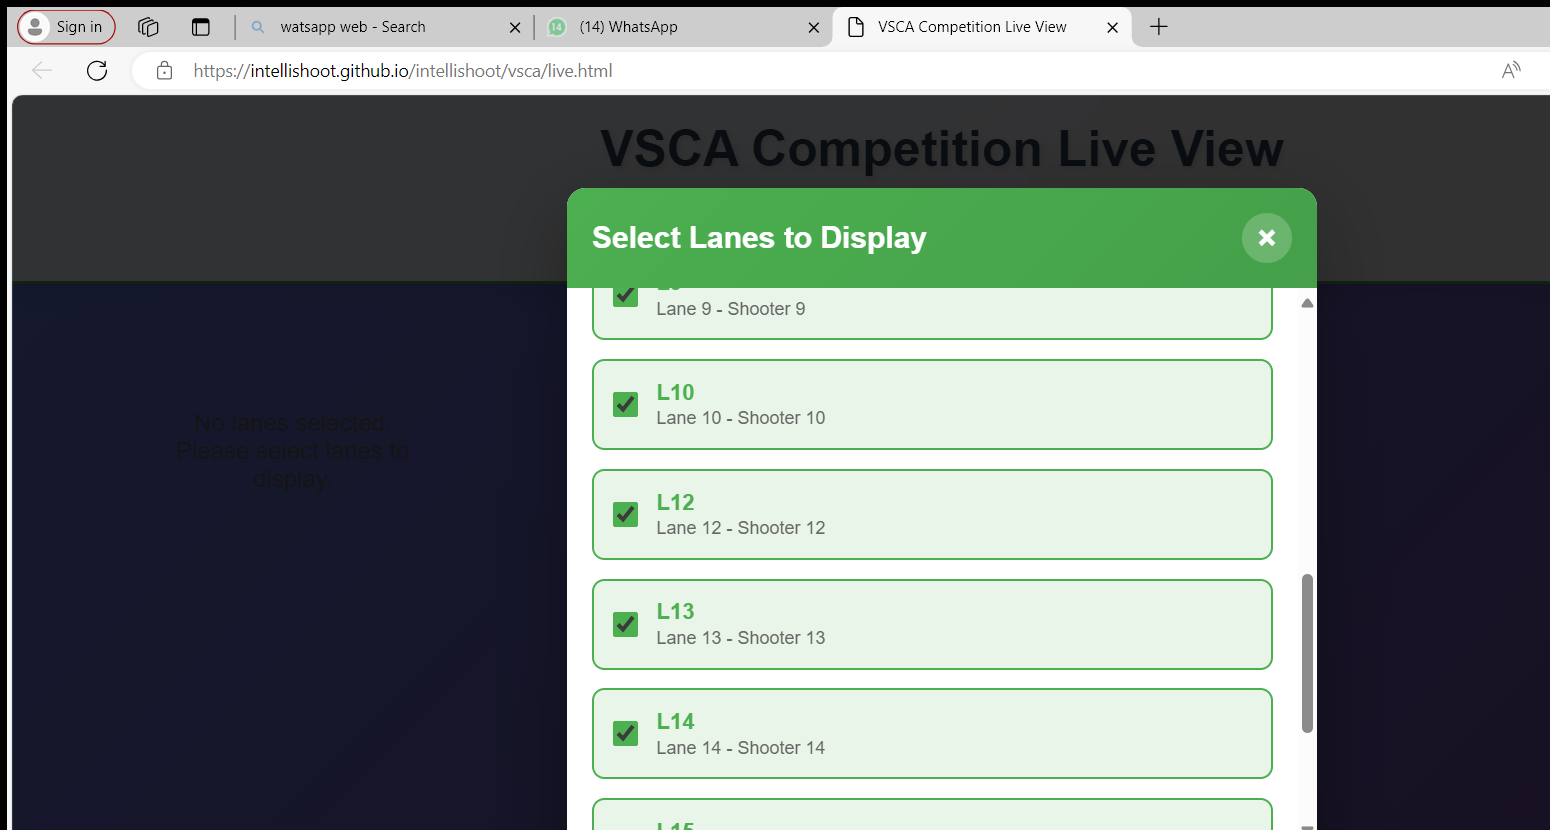 Sign in
watsapp web - Search
14
(14) WhatsApp
VSCA Competition Live View
https://intellishoot.github.io/intellishoot/vsca/live.html
VSCA Competition Live View
Select Lanes to Display
Lane 9 - Shooter 9
L10
Lane 10 - Shooter 10
L12
Lane 12 - Shooter 12
L13
Lane 13 - Shooter 13
L14
Lane 14 - Shooter 14
L15
No lanes selected.
Please select lanes to
display.